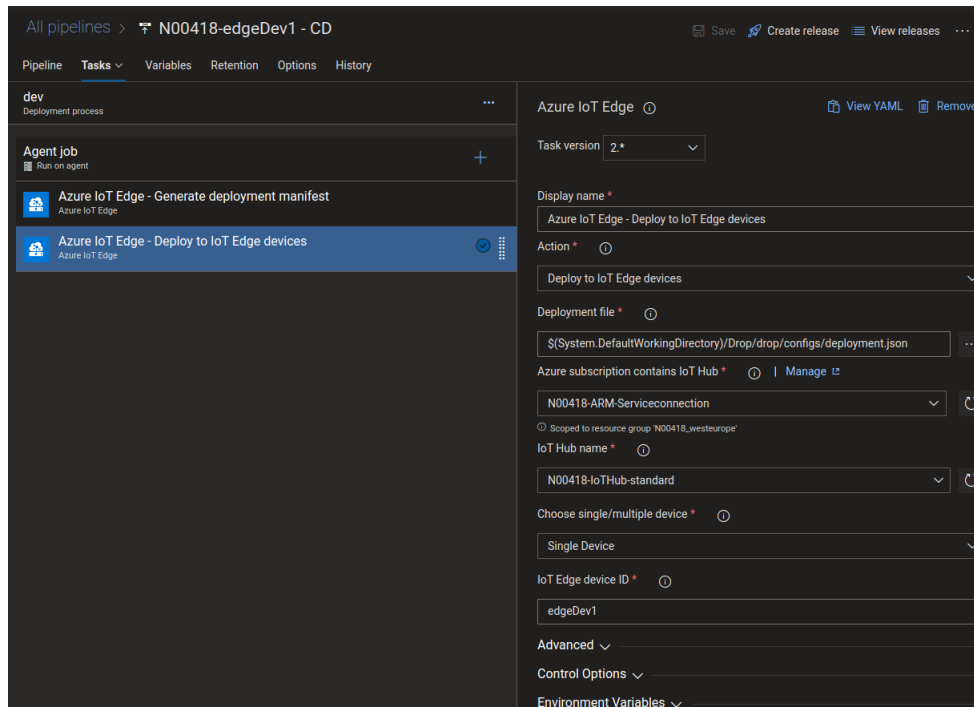 All pipelines > N00418-edgeDev1 - CD
Save Create release View releases ...
Pipeline Tasks Variables Retention Options History
dev
Deployment process
...
Agent job
Run on agent
Azure IoT Edge - Generate deployment manifest
Azure IoT Edge
Azure IoT Edge - Deploy to IoT Edge devices
Azure IoT Edge
Azure IoT Edge View YAML Remove
Task version 2.*
Display name *
Azure IoT Edge - Deploy to IoT Edge devices
Action *
Deploy to IoT Edge devices
Deployment file *
$(System.DefaultWorkingDirectory)/Drop/drop/configs/deployment.json
Azure subscription contains IoT Hub * | Manage
N00418-ARM-Serviceconnection
Scoped to resource group 'N00418_westeurope'
IoT Hub name *
N00418-IoTHub-standard
Choose single/multiple device *
Single Device
IoT Edge device ID *
edgeDev1
Advanced
Control Options
Environment Variables